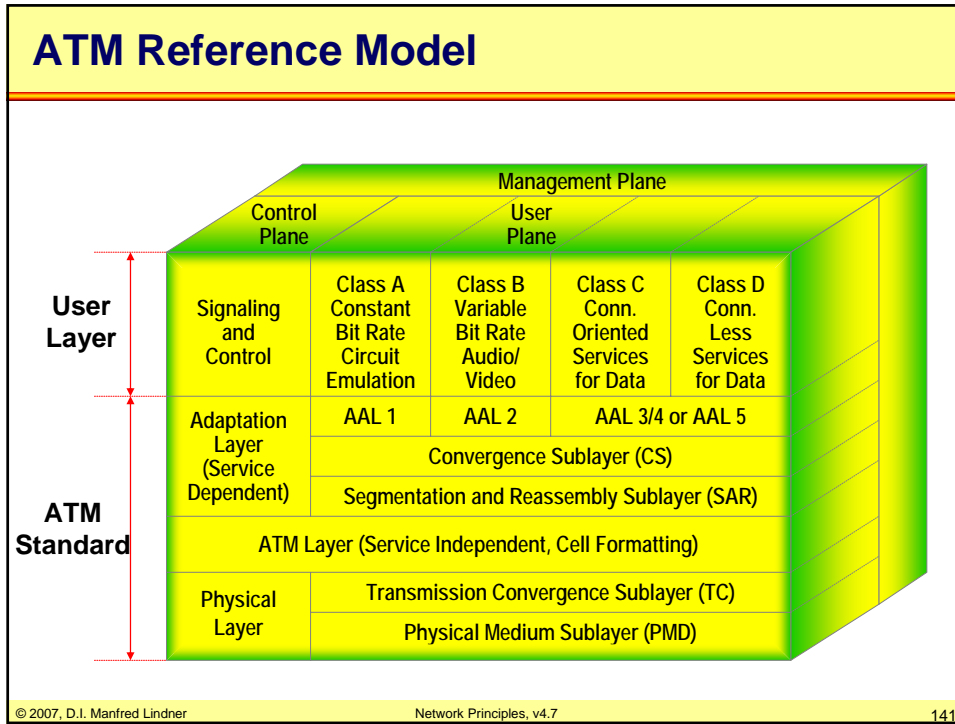 ATM Reference Model
Management Plane
Control
Plane
User
Plane
User
Layer
Signaling
and
Control
Class A
Constant
Bit Rate
Circuit
Emulation
Class B
Variable
Bit Rate
Audio/
Video
Class C
Conn.
Oriented
Services
for Data
Class D
Conn.
Less
Services
for Data
ATM
Standard
Adaptation
Layer
(Service
Dependent)
AAL 1
AAL 2
AAL 3/4 or AAL 5
Convergence Sublayer (CS)
Segmentation and Reassembly Sublayer (SAR)
ATM Layer (Service Independent, Cell Formatting)
Physical
Layer
Transmission Convergence Sublayer (TC)
Physical Medium Sublayer (PMD)
© 2007, D.I. Manfred Lindner
Network Principles, v4.7
141